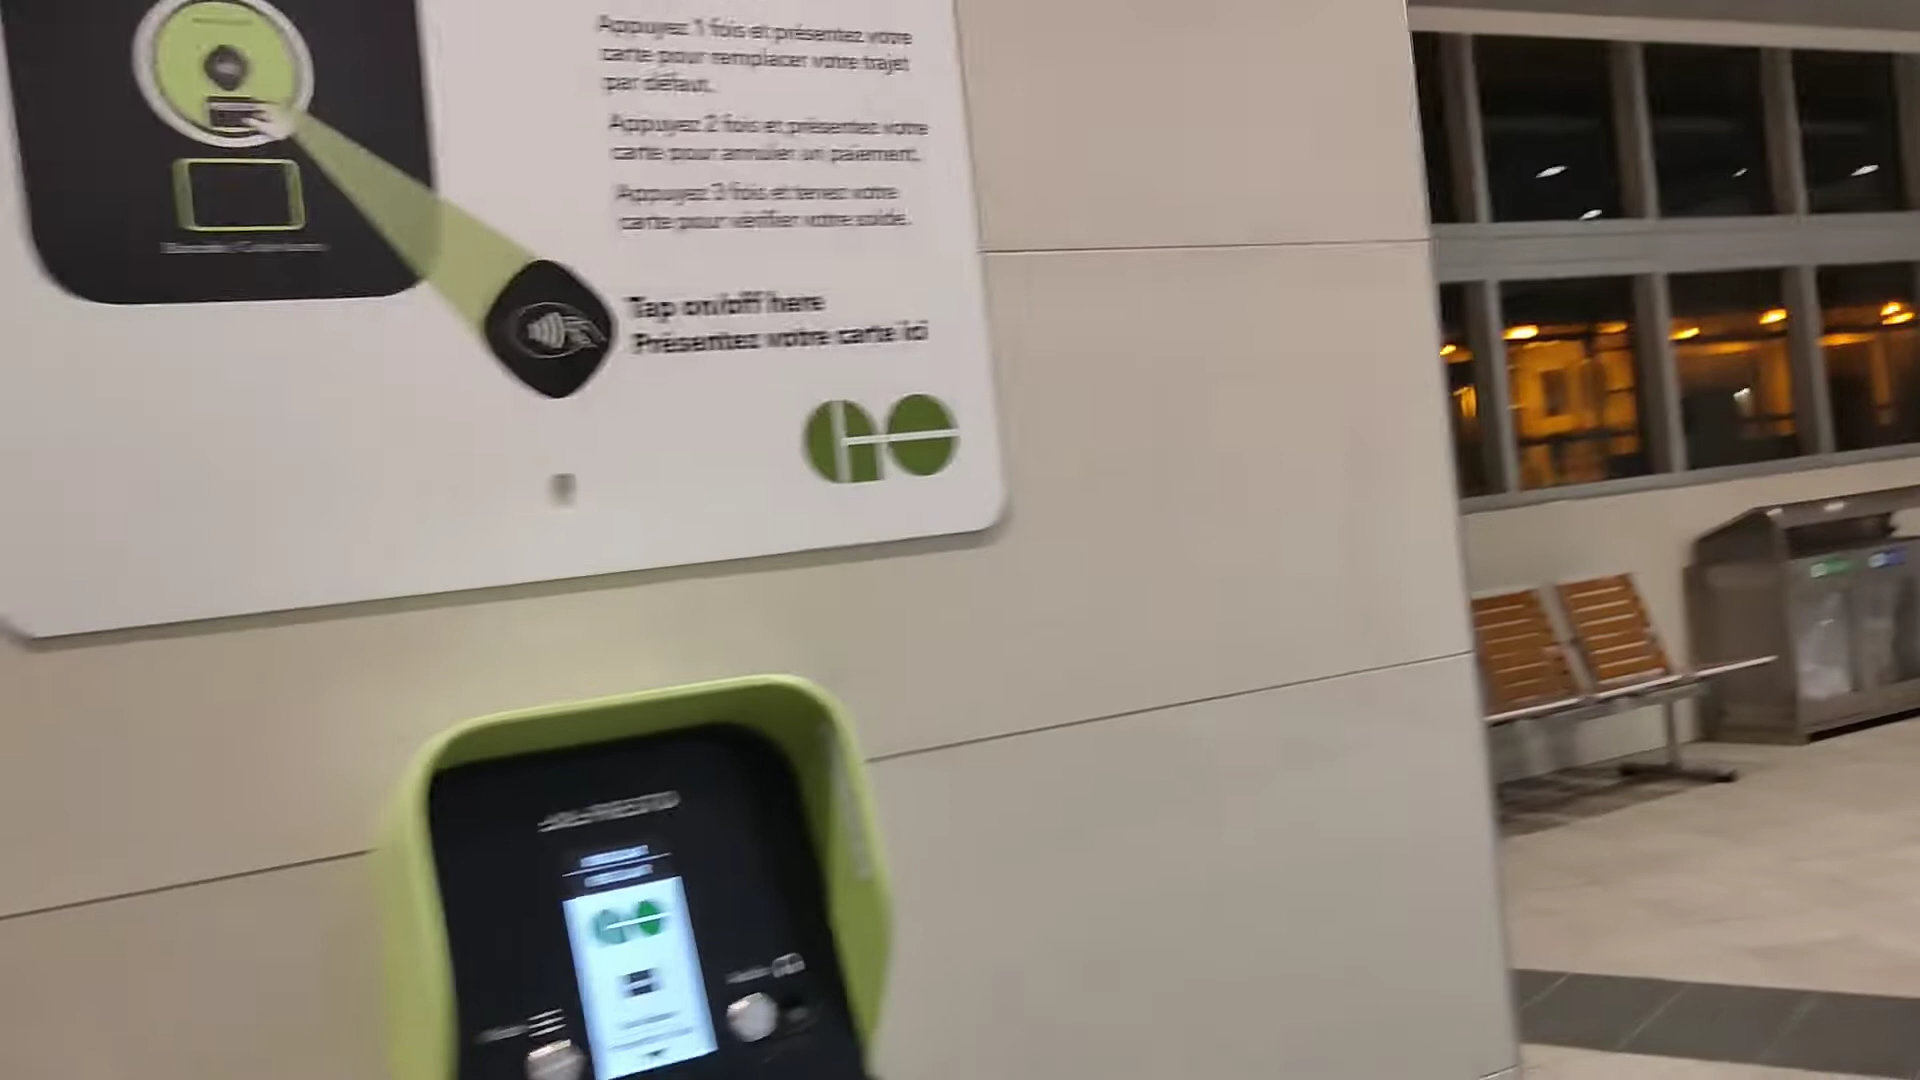 Appuyez 1 fois et présentez votre
carte pour remplacer votre trajet
par défaut.
Appuyez 2 fois et présentez votre
carte pour annuler un paiement.
Appuyez 3 fois et tenez votre
carte pour vérifier votre solde.
Tap on/off here
Présentez votre carte ici
GO
PRESTO
GO